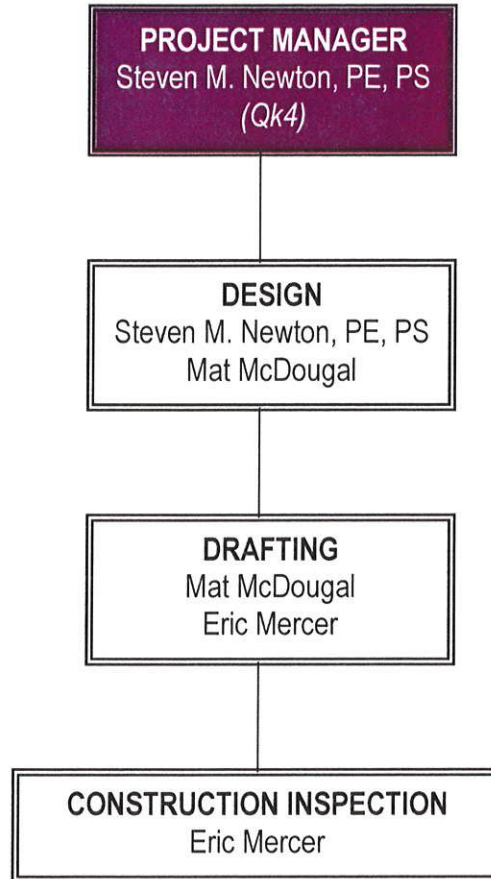 PROJECT MANAGER
Steven M. Newton, PE, PS
(Qk4)
DESIGN
Steven M. Newton, PE, PS
Mat McDougal
DRAFTING
Mat McDougal
Eric Mercer
CONSTRUCTION INSPECTION
Eric Mercer